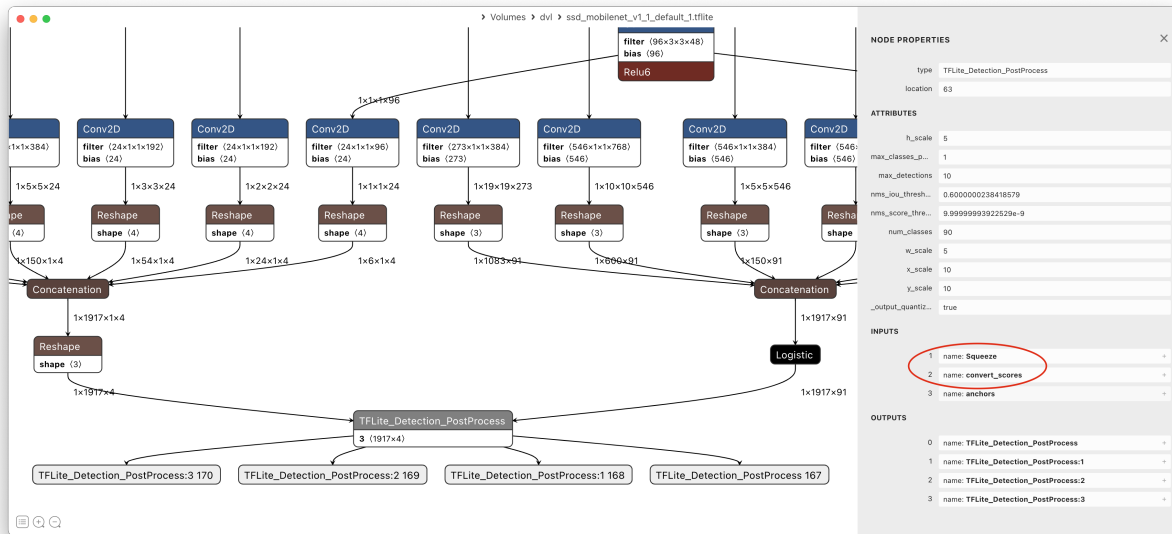 › Volumes › dvl › ssd_mobilenet_v1_1_default_1.tflite
filter ⟨96×3×3×48⟩
bias ⟨96⟩
Relu6
1×1×1×96
Conv2D Conv2D Conv2D Conv2D Conv2D Conv2D Conv2D
×1×1×384⟩ filter ⟨24×1×1×192⟩ filter ⟨24×1×1×192⟩ filter ⟨24×1×1×96⟩ filter ⟨273×1×1×384⟩ filter ⟨546×1×1×768⟩ filter ⟨546×1×1×384⟩ filter ⟨546×
bias ⟨24⟩ bias ⟨24⟩ bias ⟨24⟩ bias ⟨273⟩ bias ⟨546⟩ bias ⟨546⟩ bias ⟨546⟩
1×5×5×24 1×3×3×24 1×2×2×24 1×1×1×24 1×19×19×273 1×10×10×546 1×5×5×546
ape Reshape Reshape Reshape Reshape Reshape Reshape Resha
⟨4⟩ shape ⟨4⟩ shape ⟨4⟩ shape ⟨4⟩ shape ⟨3⟩ shape ⟨3⟩ shape ⟨3⟩ shape
1×150×1×4 1×54×1×4 1×24×1×4 1×6×1×4 1×1083×91 1×600×91 1×150×91
Concatenation Concatenation
1×1917×1×4 1×1917×91
Reshape
shape ⟨3⟩
Logistic
1×1917×4 1×1917×91
TFLite_Detection_PostProcess
3 ⟨1917×4⟩
TFLite_Detection_PostProcess:3 170 TFLite_Detection_PostProcess:2 169 TFLite_Detection_PostProcess:1 168 TFLite_Detection_PostProcess 167
NODE PROPERTIES
type TFLite_Detection_PostProcess
location 63
ATTRIBUTES
h_scale 5
max_classes_p... 1
max_detections 10
nms_iou_thresh... 0.6000000238418579
nms_score_thre... 9.99999993922529e-9
num_classes 90
w_scale 5
x_scale 10
y_scale 10
_output_quantiz... true
INPUTS
1 name: Squeeze +
2 name: convert_scores +
3 name: anchors +
OUTPUTS
0 name: TFLite_Detection_PostProcess +
1 name: TFLite_Detection_PostProcess:1 +
2 name: TFLite_Detection_PostProcess:2 +
3 name: TFLite_Detection_PostProcess:3 +